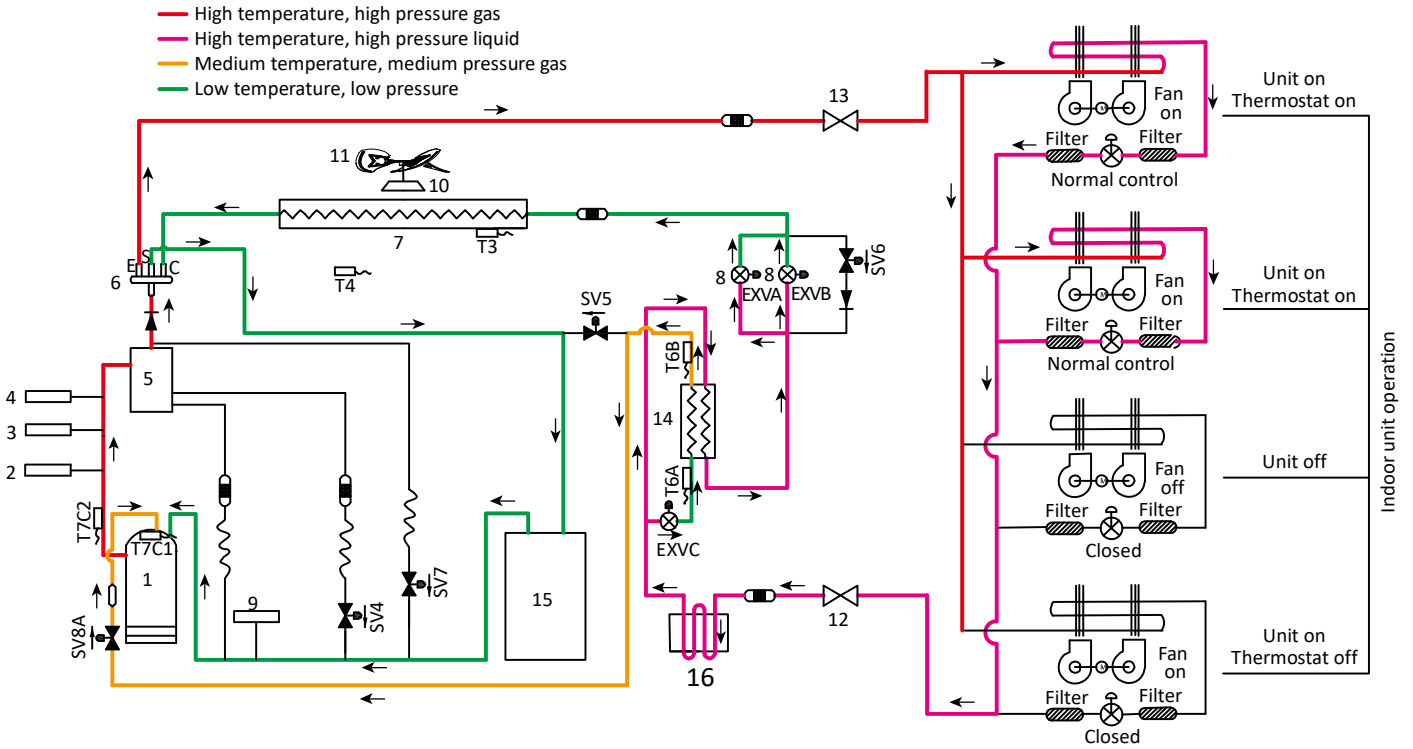 High temperature, high pressure gas
High temperature, high pressure liquid
Medium temperature, medium pressure gas
Low temperature, low pressure
13
11
10
7
T3
T4
E
S
C
6
8
EXVA
8
EXVB
SV6
SV5
T6B
14
T6A
EXVC
5
4
3
2
T7C2
T7C1
1
SV8A
9
SV4
SV7
15
16
12
Fan
on
Filter
Filter
Normal control
Unit on
Thermostat on
M
Fan
on
Filter
Filter
Normal control
Unit on
Thermostat on
M
Fan
off
Filter
Filter
Closed
Unit off
M
Fan
on
Filter
Filter
Closed
Unit on
Thermostat off
M
Indoor unit operation